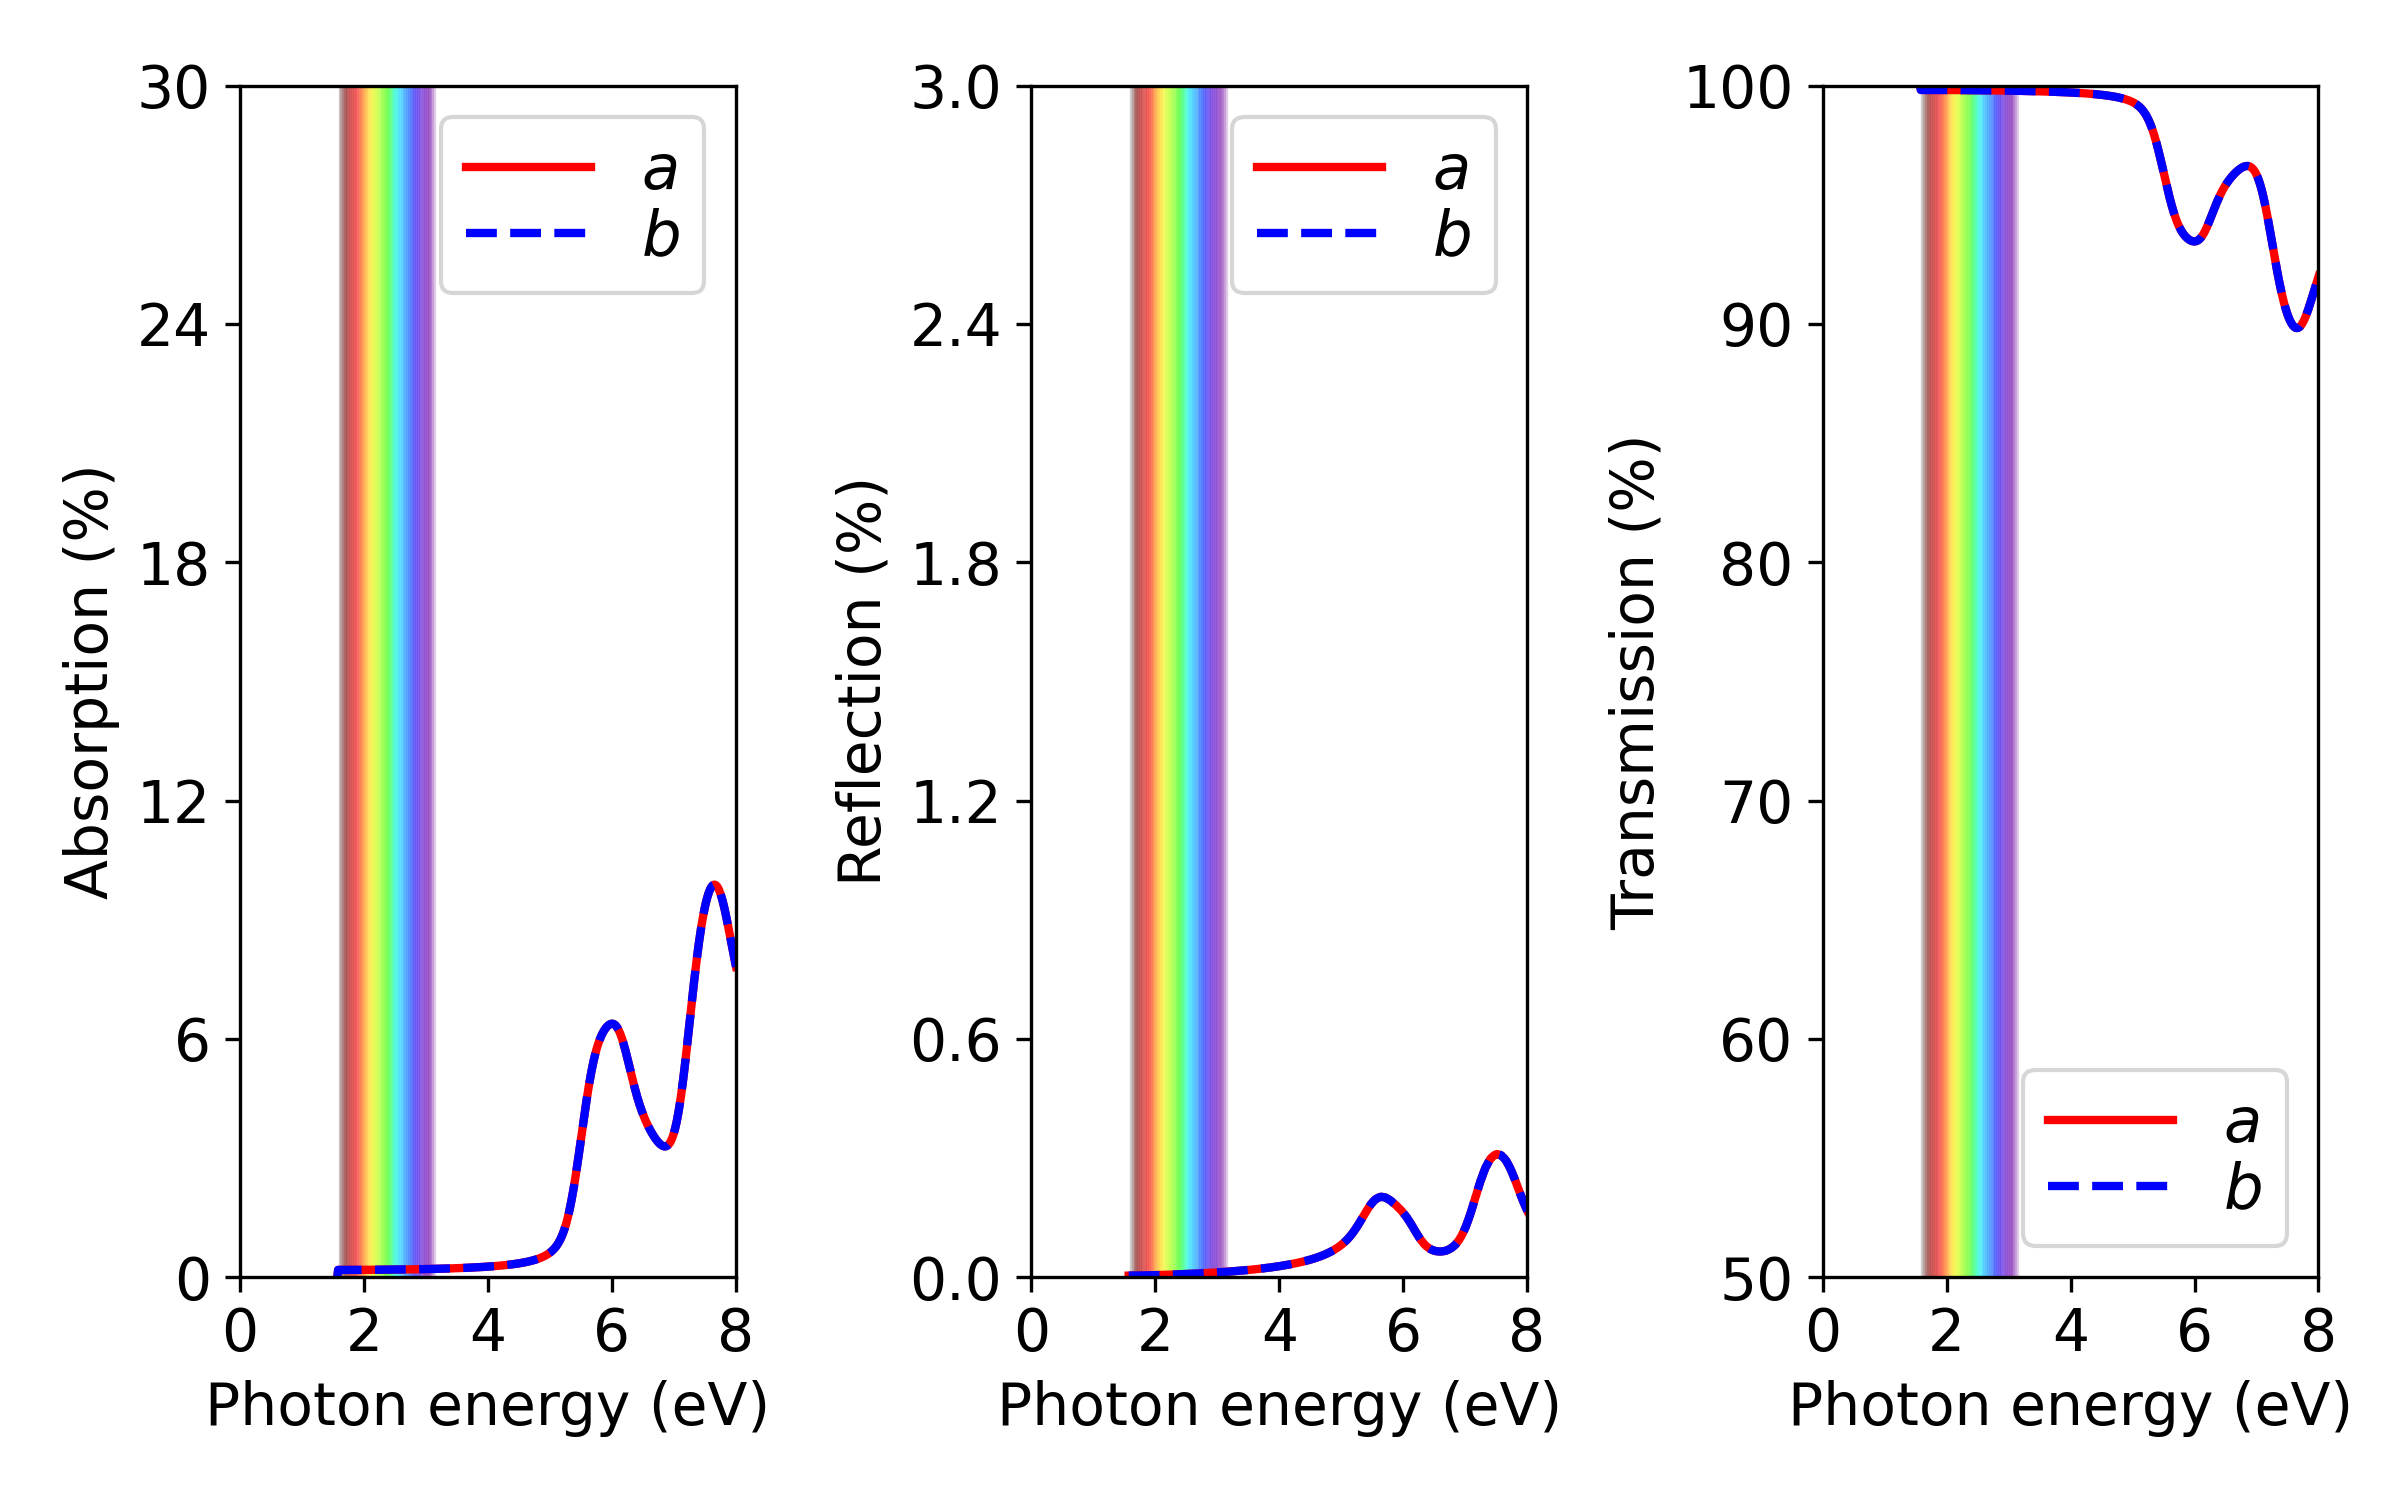 Absorption (%)
30
24
18
12
6
0
0 2 4 6 8
Photon energy (eV)
a
b
Reflection (%)
3.0
2.4
1.8
1.2
0.6
0.0
0 2 4 6 8
Photon energy (eV)
a
b
Transmission (%)
100
90
80
70
60
50
0 2 4 6 8
Photon energy (eV)
a
b